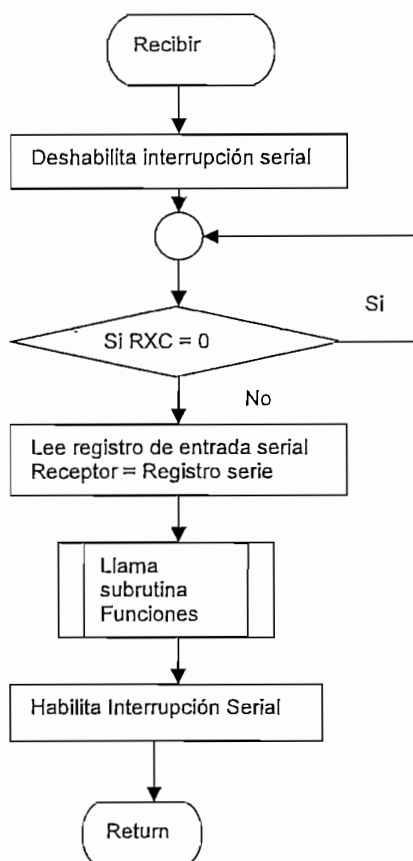 Recibir
Deshabilita interrupción serial
Si
Si RXC = 0
No
Lee registro de entrada serial
Receptor = Registro serie
Llama
subrutina
Funciones
Habilita Interrupción Serial
Return